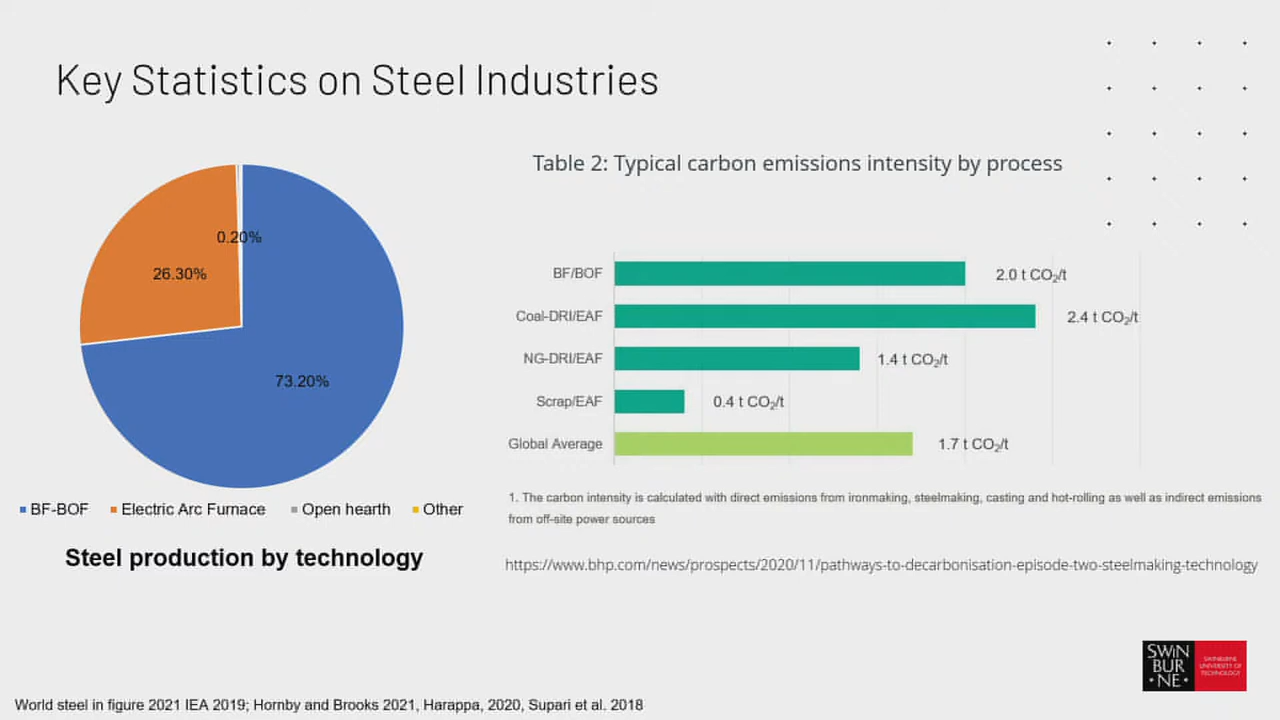 Key Statistics on Steel Industries
Table 2: Typical carbon emissions intensity by process
0.20%
26.30%
73.20%
BF-BOF Electric Arc Furnace Open hearth Other
Steel production by technology
BF/BOF 2.0 t CO₂/t
Coal-DRI/EAF 2.4 t CO₂/t
NG-DRI/EAF 1.4 t CO₂/t
Scrap/EAF 0.4 t CO₂/t
Global Average 1.7 t CO₂/t
1. The carbon intensity is calculated with direct emissions from ironmaking, steelmaking, casting and hot-rolling as well as indirect emissions
from off-site power sources
https://www.bhp.com/news/prospects/2020/11/pathways-to-decarbonisation-episode-two-steelmaking-technology
SWIN
BUR
NE
SWINBURNE
UNIVERSITY OF
TECHNOLOGY
World steel in figure 2021 IEA 2019; Hornby and Brooks 2021, Harappa, 2020, Supari et al. 2018